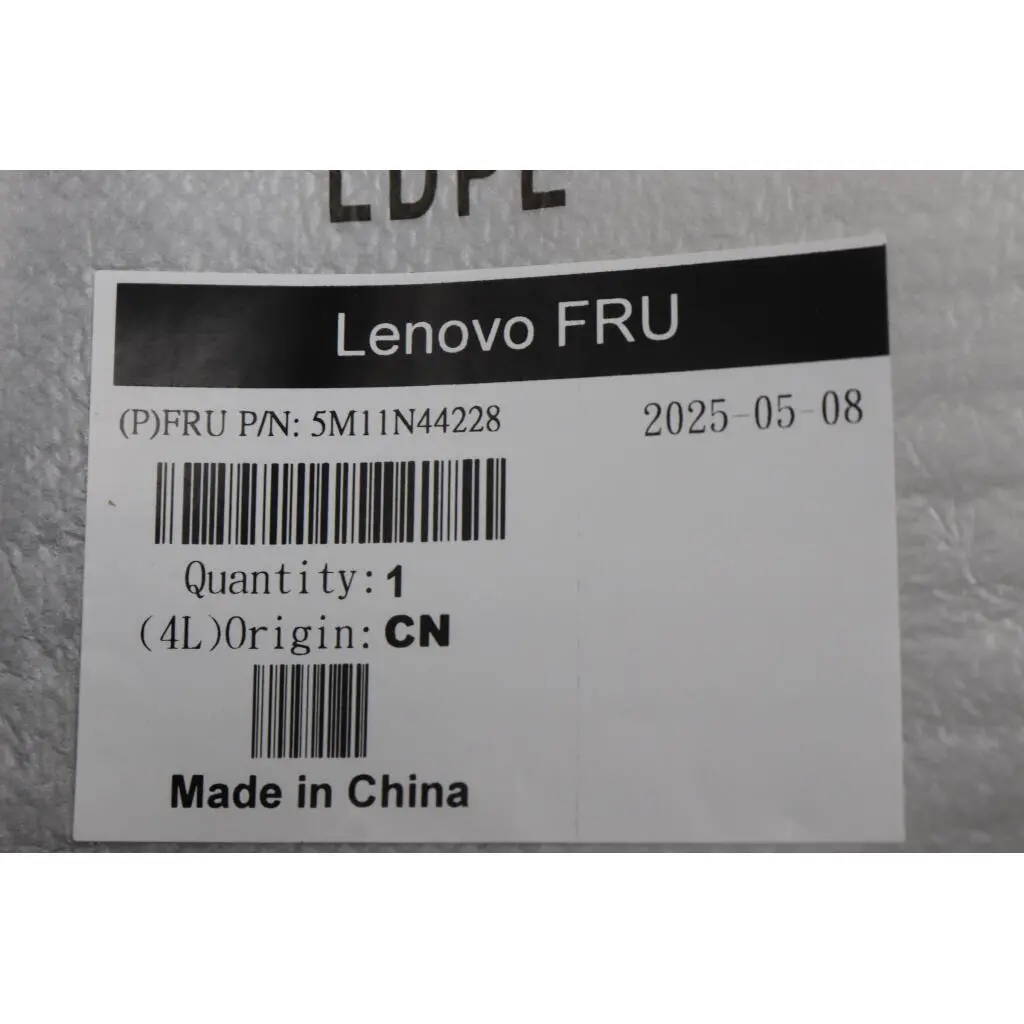 LDPE
Lenovo FRU
(P)FRU P/N: 5M11N44228
2025-05-08
Quantity: 1
(4L)Origin: CN
Made in China